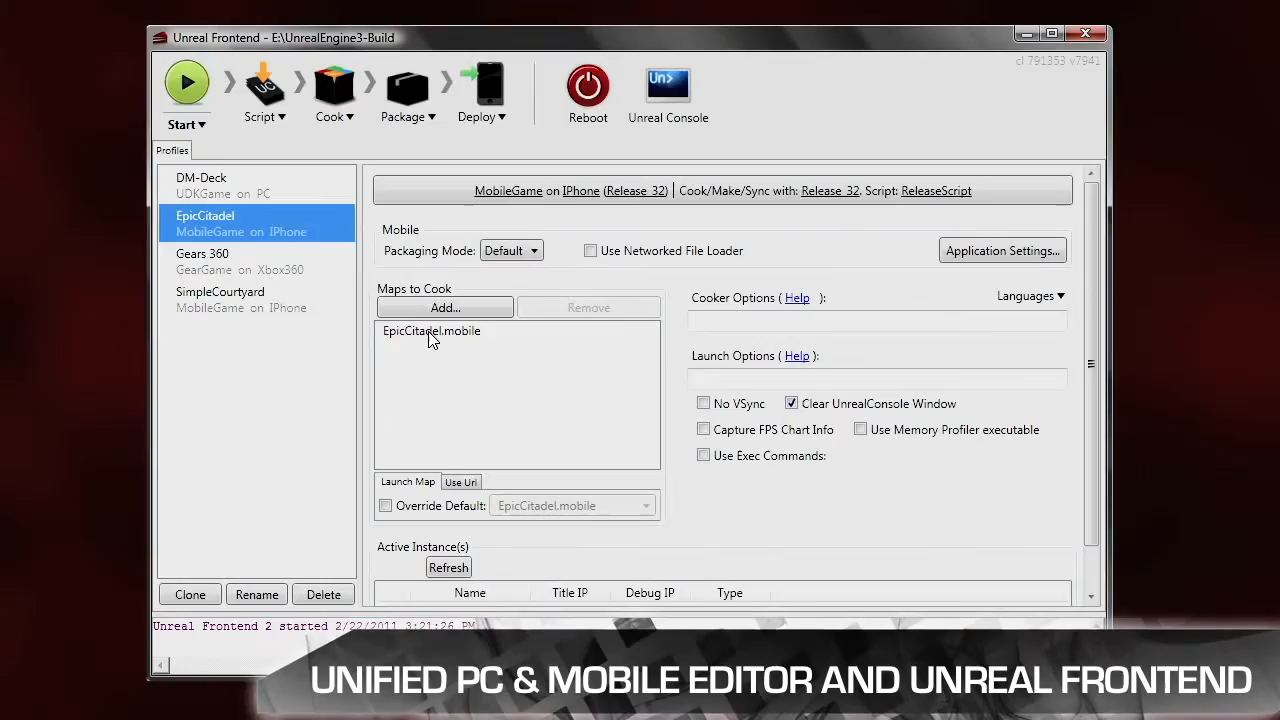 Unreal Frontend - E:\UnrealEngine3-Build
cl 791353 v7941
UC
Un>
Start
Script
Cook
Package
Deploy
Reboot
Unreal Console
Profiles
DM-Deck
UDKGame on PC
EpicCitadel
MobileGame on IPhone
Gears 360
GearGame on Xbox360
SimpleCourtyard
MobileGame on IPhone
Clone
Rename
Delete
MobileGame on IPhone (Release_32) | Cook/Make/Sync with: Release_32. Script: ReleaseScript
Mobile
Packaging Mode: Default
Use Networked File Loader
Application Settings...
Maps to Cook
Add...
Remove
EpicCitadel.mobile
Launch Map
Use Url
Override Default: EpicCitadel.mobile
Cooker Options ( Help ):
Languages
Launch Options ( Help ):
No VSync
Clear UnrealConsole Window
Capture FPS Chart Info
Use Memory Profiler executable
Use Exec Commands:
Active Instance(s)
Refresh
Name
Title IP
Debug IP
Type
Unreal Frontend 2 started 2/22/2011 3:21:26 PM
UNIFIED PC & MOBILE EDITOR AND UNREAL FRONTEND